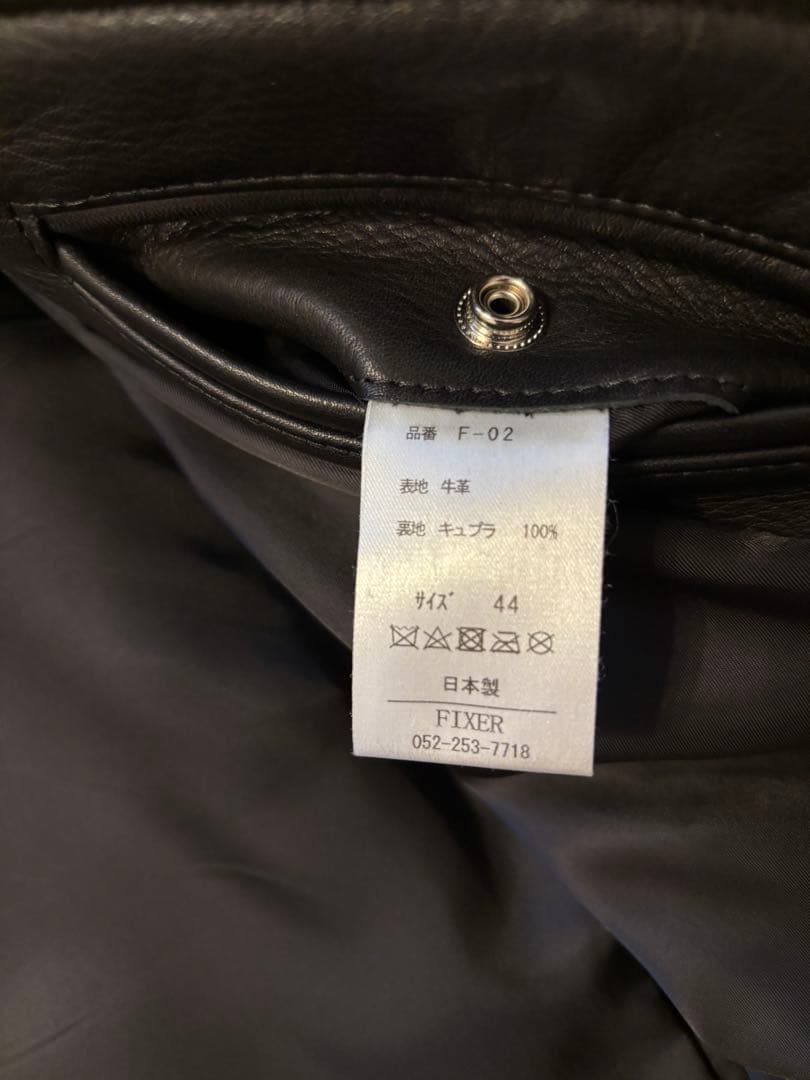 品番 F-02
表地 牛革
裏地 キュプラ 100%
サイズ 44
日本製
FIXER
052-253-7718